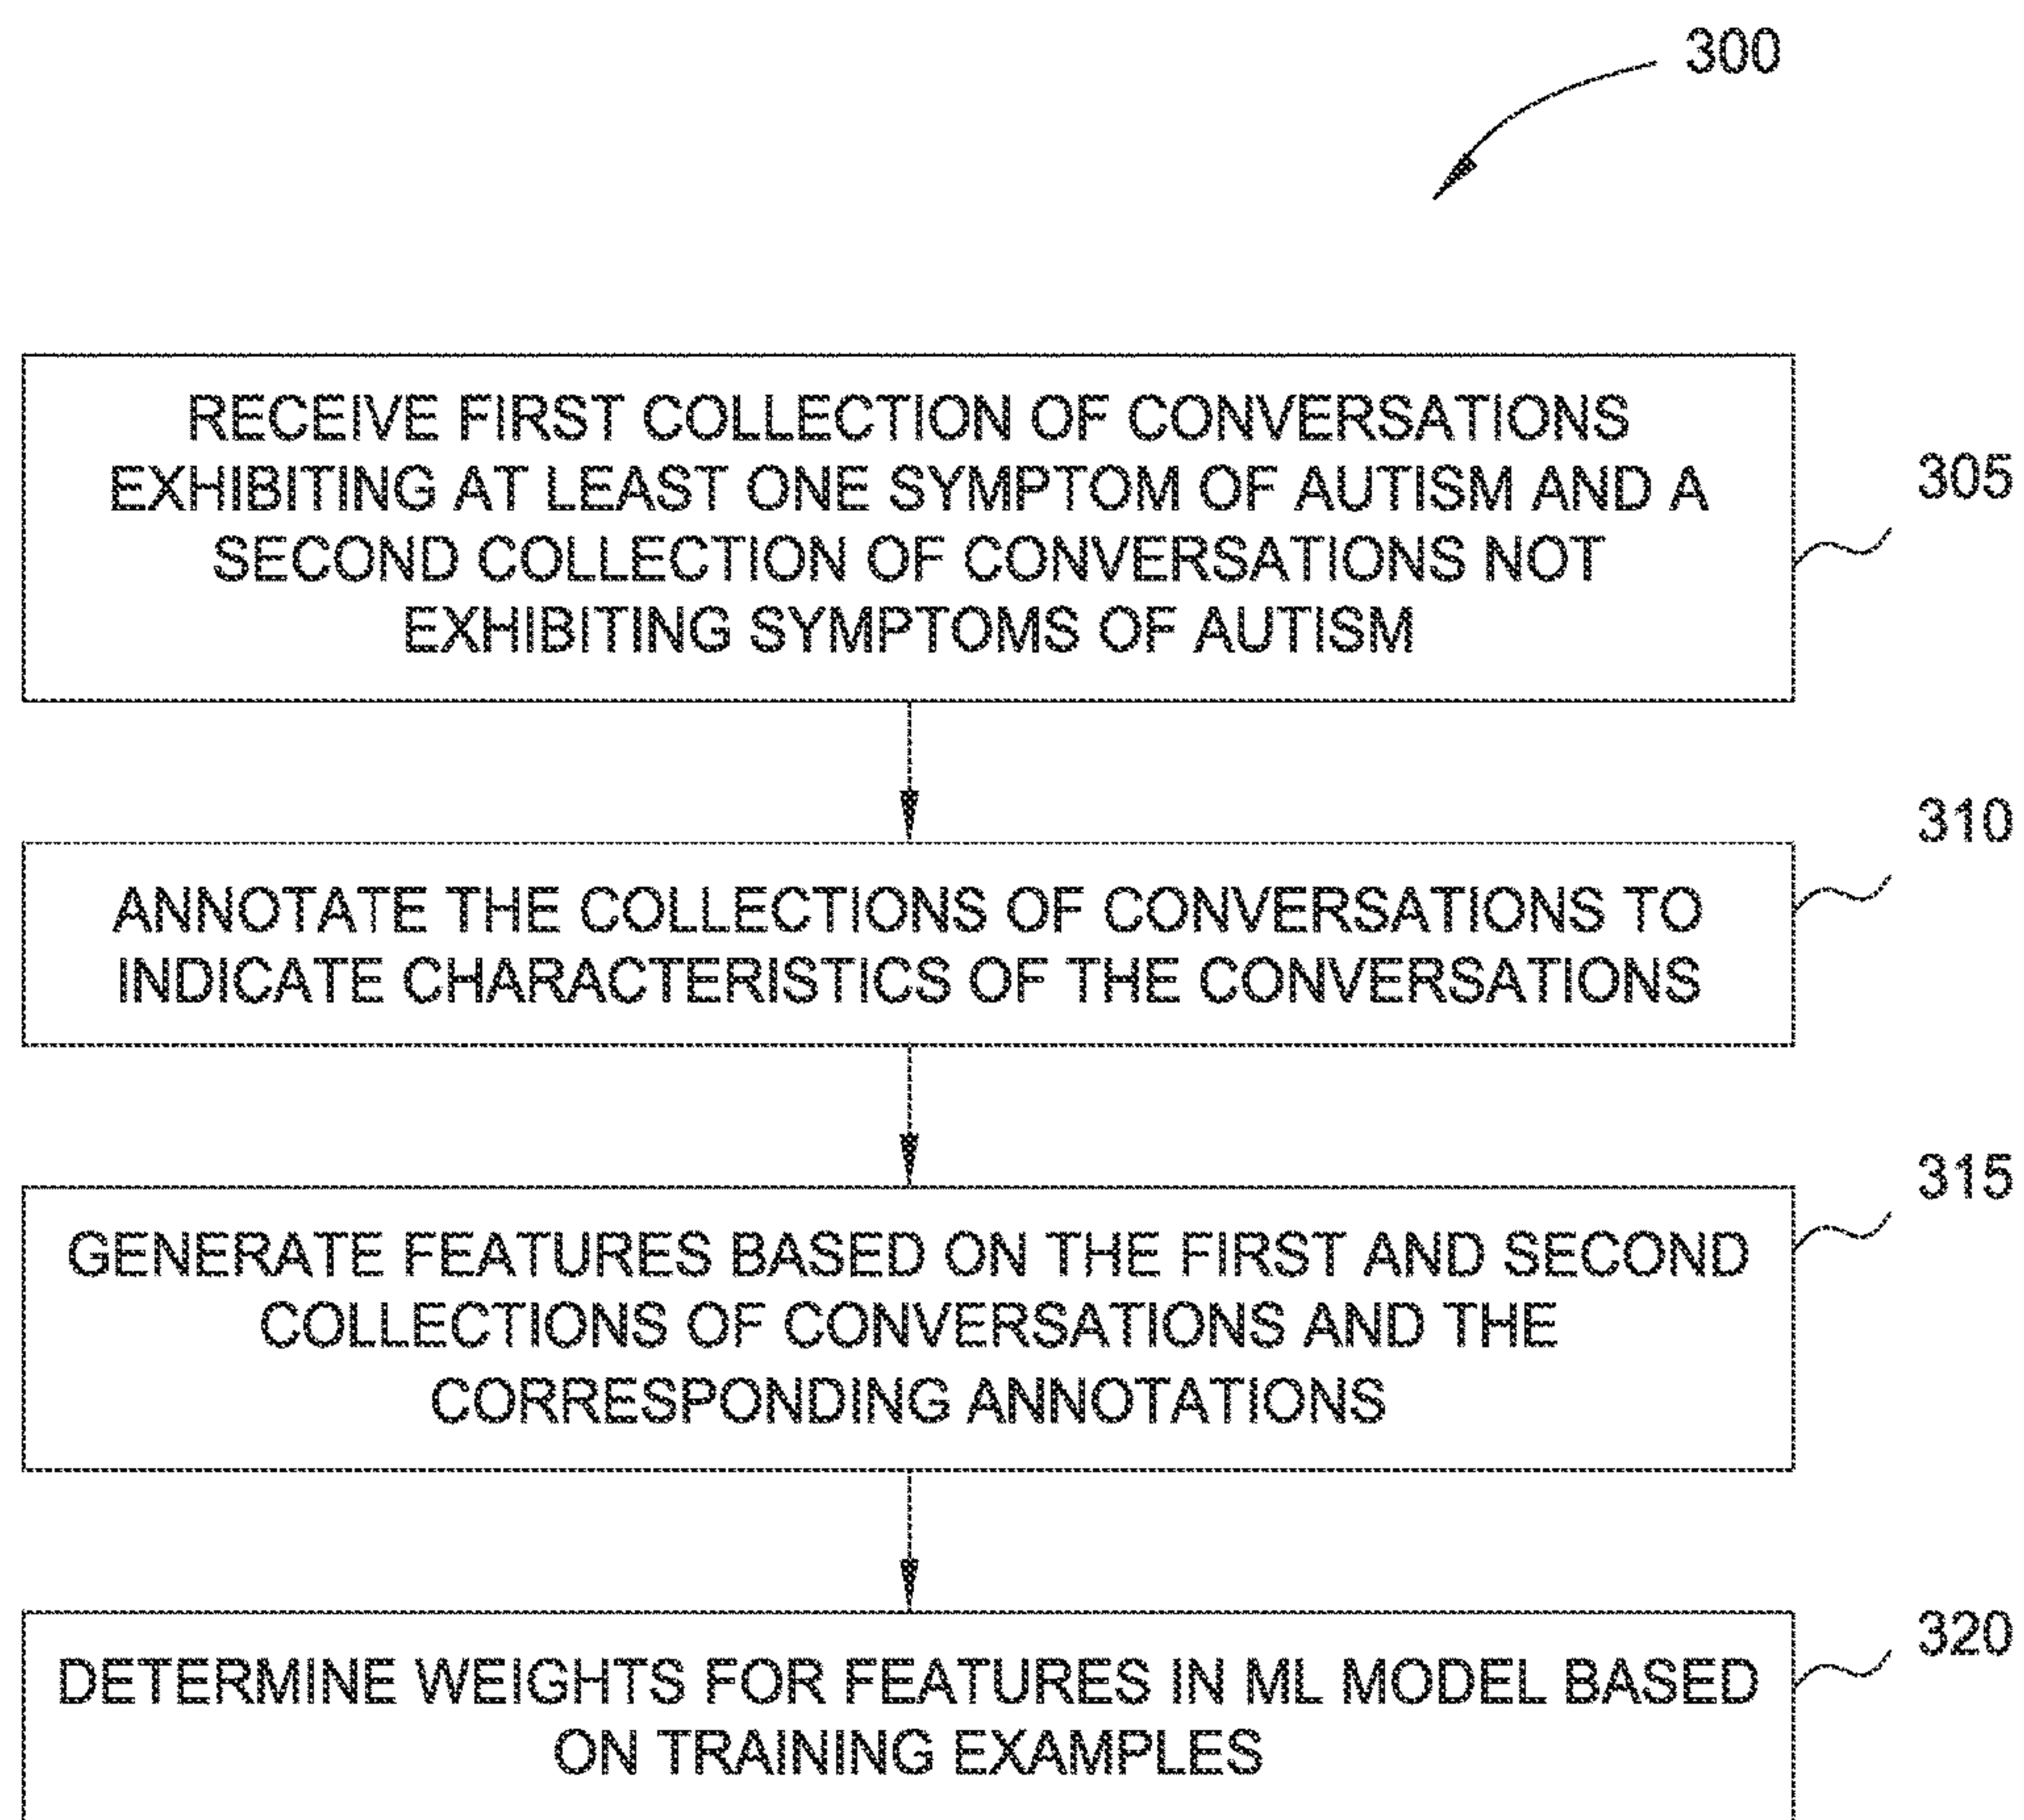 300
RECEIVE FIRST COLLECTION OF CONVERSATIONS
EXHIBITING AT LEAST ONE SYMPTOM OF AUTISM AND A
SECOND COLLECTION OF CONVERSATIONS NOT
EXHIBITING SYMPTOMS OF AUTISM
305
310
ANNOTATE THE COLLECTIONS OF CONVERSATIONS TO
INDICATE CHARACTERISTICS OF THE CONVERSATIONS
315
GENERATE FEATURES BASED ON THE FIRST AND SECOND
COLLECTIONS OF CONVERSATIONS AND THE
CORRESPONDING ANNOTATIONS
320
DETERMINE WEIGHTS FOR FEATURES IN ML MODEL BASED
ON TRAINING EXAMPLES